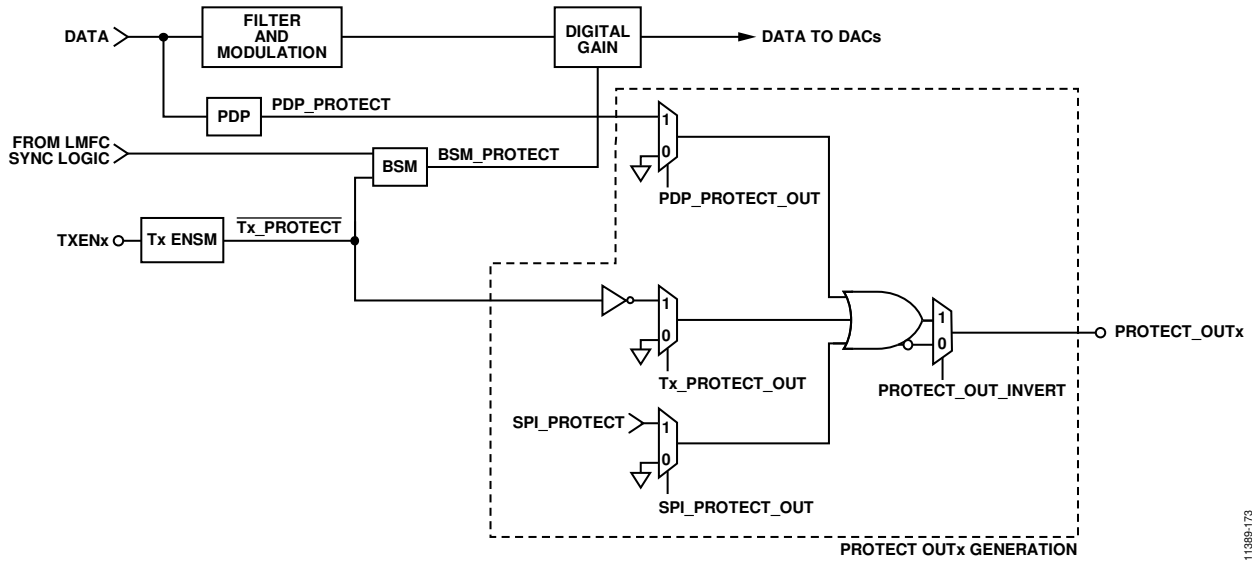 FILTER
AND
MODULATION
DIGITAL
GAIN
DATA
DATA TO DACs
PDP
PDP_PROTECT
FROM LMFC
SYNC LOGIC
BSM
BSM_PROTECT
1
0
PDP_PROTECT_OUT
TXENx
Tx ENSM
Tx_PROTECT
1
0
Tx_PROTECT_OUT
1
0
PROTECT_OUTx
PROTECT_OUT_INVERT
SPI_PROTECT
1
0
SPI_PROTECT_OUT
PROTECT OUTx GENERATION
11389-173